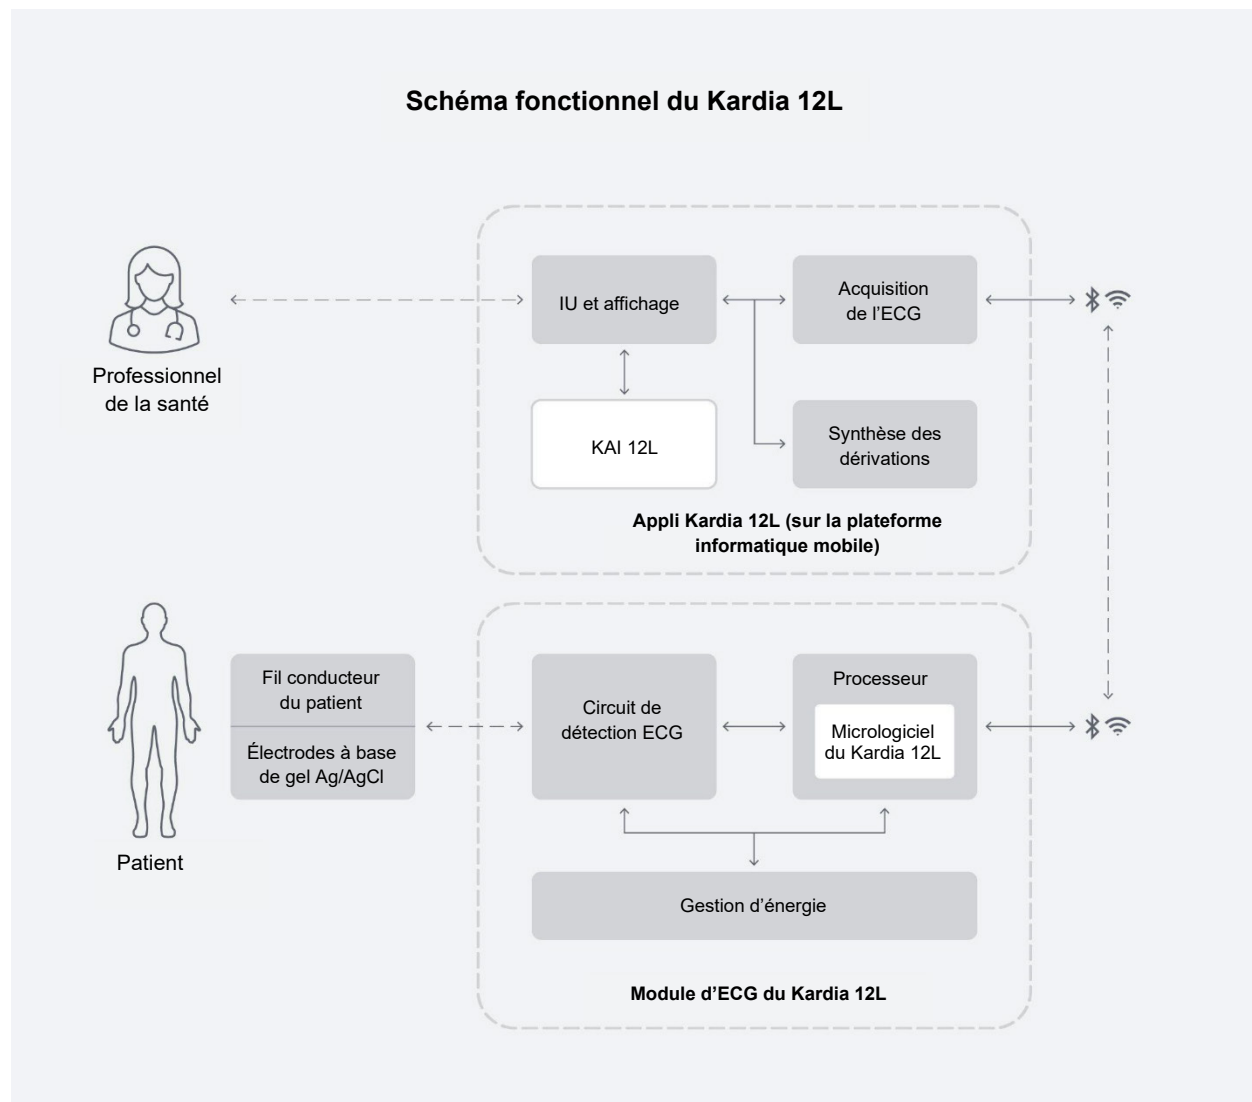 Schéma fonctionnel du Kardia 12L
IU et affichage
Acquisition
de l’ECG
Professionnel
de la santé
KAI 12L
Synthèse des
dérivations
Appli Kardia 12L (sur la plateforme
informatique mobile)
Fil conducteur
du patient
Électrodes à base
de gel Ag/AgCl
Circuit de
détection ECG
Processeur
Micrologiciel
du Kardia 12L
Patient
Gestion d’énergie
Module d’ECG du Kardia 12L